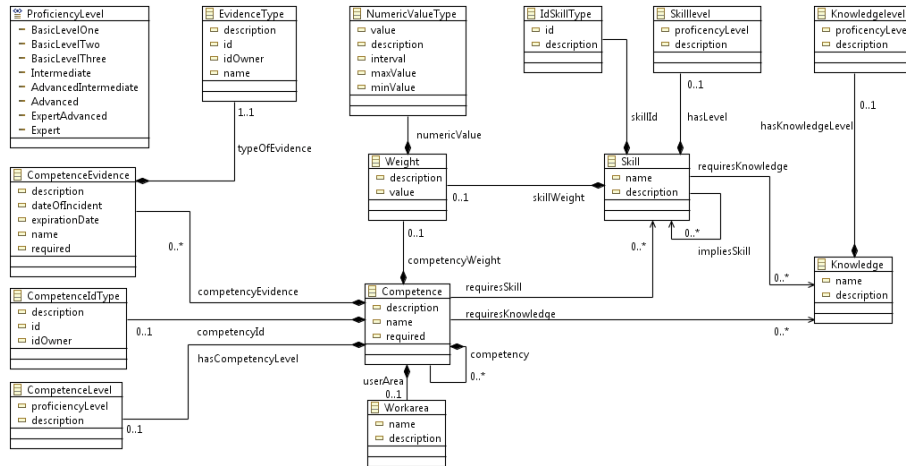 ProficiencyLevel
BasicLevelOne
BasicLevelTwo
BasicLevelThree
Intermediate
AdvancedIntermediate
Advanced
ExpertAdvanced
Expert
EvidenceType
description
id
idOwner
name
1..1
typeOfEvidence
NumericValueType
value
description
interval
maxValue
minValue
numericValue
IdSkillType
id
description
skillId
Skilllevel
proficencyLevel
description
0..1
hasLevel
Knowledgelevel
proficencyLevel
description
0..1
hasKnowledgeLevel
CompetenceEvidence
description
dateOfIncident
expirationDate
name
required
0..*
competencyEvidence
Weight
description
value
0..1
skillWeight
0..1
competencyWeight
Skill
name
description
requiresKnowledge
0..*
0..*
impliesSkill
0..*
Knowledge
name
description
CompetenceIdType
description
id
idOwner
0..1
competencyId
Competence
description
name
required
requiresSkill
requiresKnowledge
0..*
hasCompetencyLevel
competency
0..*
CompetenceLevel
proficiencyLevel
description
0..1
userArea
0..1
Workarea
name
description